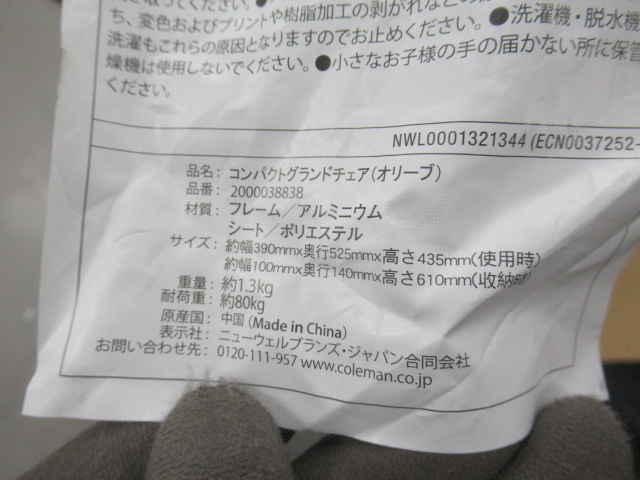 ち、変色およびプリントや樹脂加工の剥がれなどの
洗濯もこれらの原因となりますのでお止めください。●洗濯機・脱水機
燥機は使用しないでください。●小さなお子様の手の届かない所に保管
ください。
NWL0001321344 (ECN0037252-
品名：コンパクトグランドチェア(オリーブ)
品番：2000038838
材質：フレーム／アルミニウム
シート／ポリエステル
サイズ：約幅390mm×奥行525mm×高さ435mm(使用時)
約幅100mm×奥行140mm×高さ610mm(収納時
重量：約1.3kg
耐荷重：約80kg
原産国：中国 (Made in China)
表示社：ニューウェルブランズ・ジャパン合同会社
お問い合わせ先：0120-111-957 www.coleman.co.jp